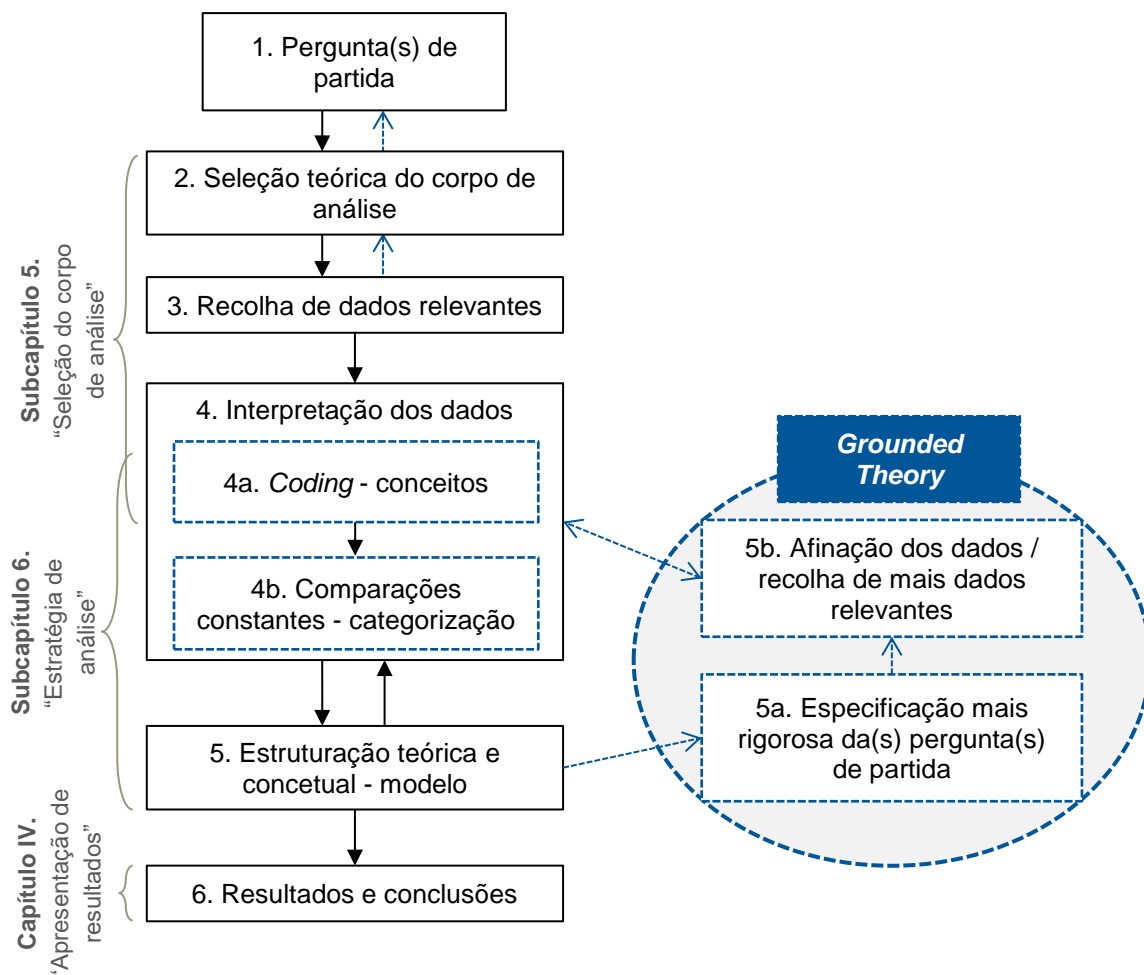 1. Pergunta(s) de
partida
2. Seleção teórica do corpo de
análise
3. Recolha de dados relevantes
4. Interpretação dos dados
4a. Coding - conceitos
4b. Comparações
constantes - categorização
5. Estruturação teórica e
concetual - modelo
6. Resultados e conclusões
Subcapítulo 5.
“Seleção do corpo
de análise”
Subcapítulo 6.
“Estratégia de
análise”
Capítulo IV.
“Apresentação de
resultados”
Grounded
Theory
5b. Afinação dos dados /
recolha de mais dados
relevantes
5a. Especificação mais
rigorosa da(s) pergunta(s)
de partida